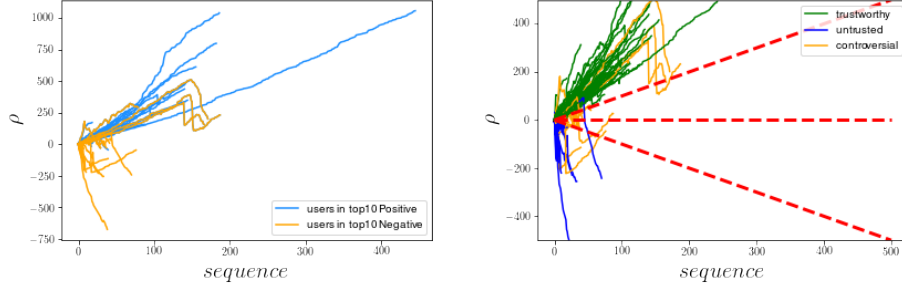 1000
750
500
250
0
−250
−500
−750
ρ
0
100
200
300
400
sequence
users in top10 Positive
users in top10 Negative
400
200
0
−200
−400
ρ
0
100
200
300
400
500
sequence
trustworthy
untrusted
controversial